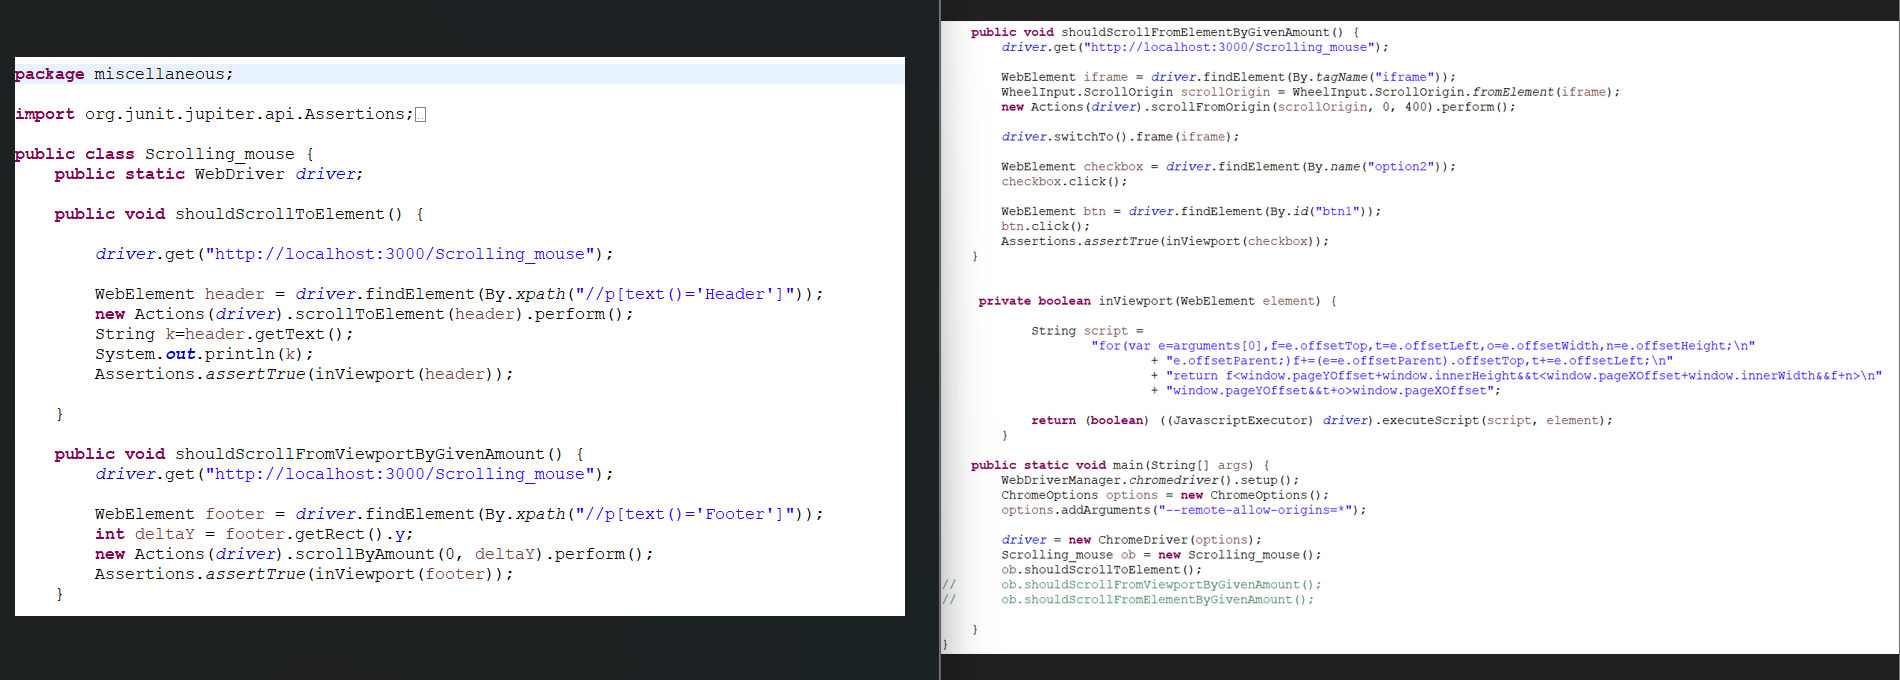 package miscellaneous;
import org.junit.jupiter.api.Assertions;
public class Scrolling_mouse {
public static WebDriver driver;
public void shouldScrollToElement() {
driver.get("http://localhost:3000/Scrolling_mouse");
WebElement header = driver.findElement(By.xpath("//p[text()='Header']"));
new Actions(driver).scrollToElement(header).perform();
String k=header.getText();
System.out.println(k);
Assertions.assertTrue(inViewport(header));
}
public void shouldScrollFromViewportByGivenAmount() {
driver.get("http://localhost:3000/Scrolling_mouse");
WebElement footer = driver.findElement(By.xpath("//p[text()='Footer']"));
int deltaY = footer.getRect().y;
new Actions(driver).scrollByAmount(0, deltaY).perform();
Assertions.assertTrue(inViewport(footer));
}
public void shouldScrollFromElementByGivenAmount() {
driver.get("http://localhost:3000/Scrolling_mouse");
WebElement iframe = driver.findElement(By.tagName("iframe"));
WheelInput.ScrollOrigin scrollOrigin = WheelInput.ScrollOrigin.fromElement(iframe);
new Actions(driver).scrollFromOrigin(scrollOrigin, 0, 400).perform();
driver.switchTo().frame(iframe);
WebElement checkbox = driver.findElement(By.name("option2"));
checkbox.click();
WebElement btn = driver.findElement(By.id("btn1"));
btn.click();
Assertions.assertTrue(inViewport(checkbox));
}
private boolean inViewport(WebElement element) {
String script =
"for(var e=arguments[0],f=e.offsetTop,t=e.offsetLeft,o=e.offsetWidth,n=e.offsetHeight;\n"
+ "e.offsetParent;)f+=(e=e.offsetParent).offsetTop,t+=e.offsetLeft;\n"
+ "return f<window.pageYOffset+window.innerHeight&&t<window.pageXOffset+window.innerWidth&&f+n>\n"
+ "window.pageYOffset&&t+o>window.pageXOffset";
return (boolean) ((JavascriptExecutor) driver).executeScript(script, element);
}
public static void main(String[] args) {
WebDriverManager.chromedriver().setup();
ChromeOptions options = new ChromeOptions();
options.addArguments("--remote-allow-origins=*");
driver = new ChromeDriver(options);
Scrolling_mouse ob = new Scrolling_mouse();
ob.shouldScrollToElement();
// ob.shouldScrollFromViewportByGivenAmount();
// ob.shouldScrollFromElementByGivenAmount();
}
}